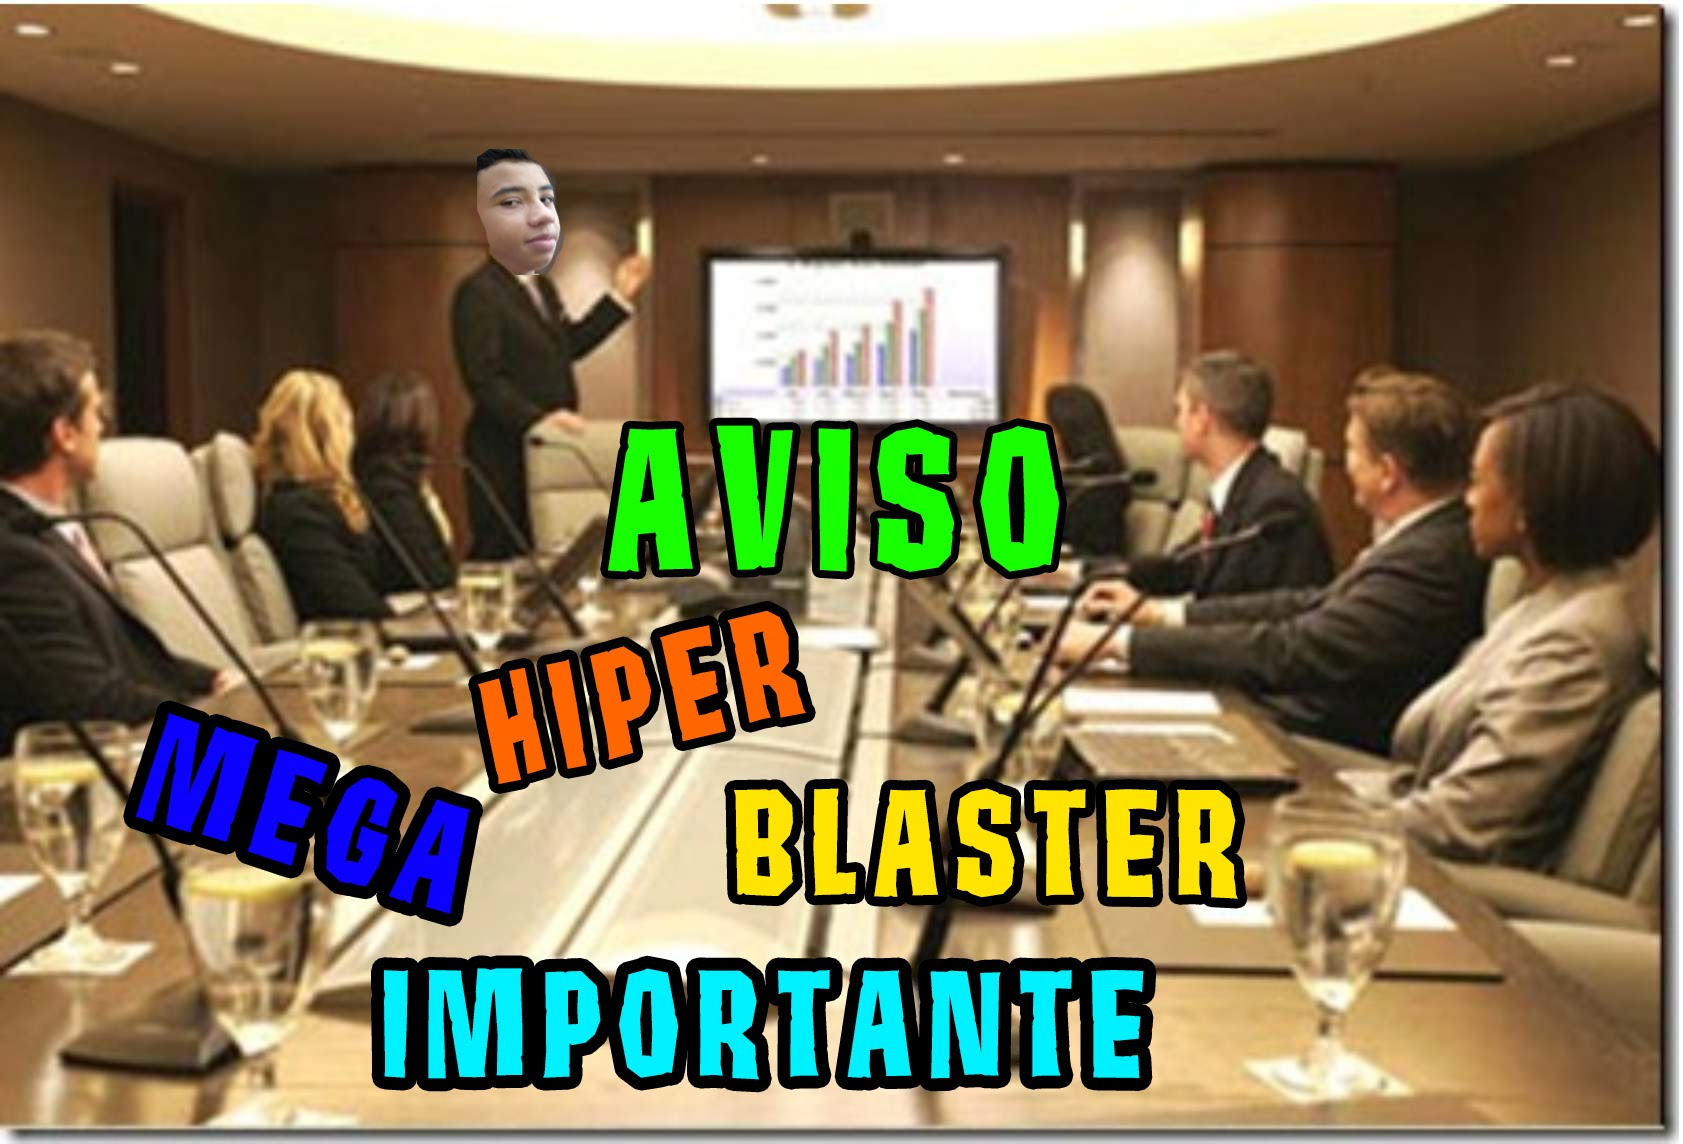 AVISO
HIPER
MEGA
BLASTER
IMPORTANTE